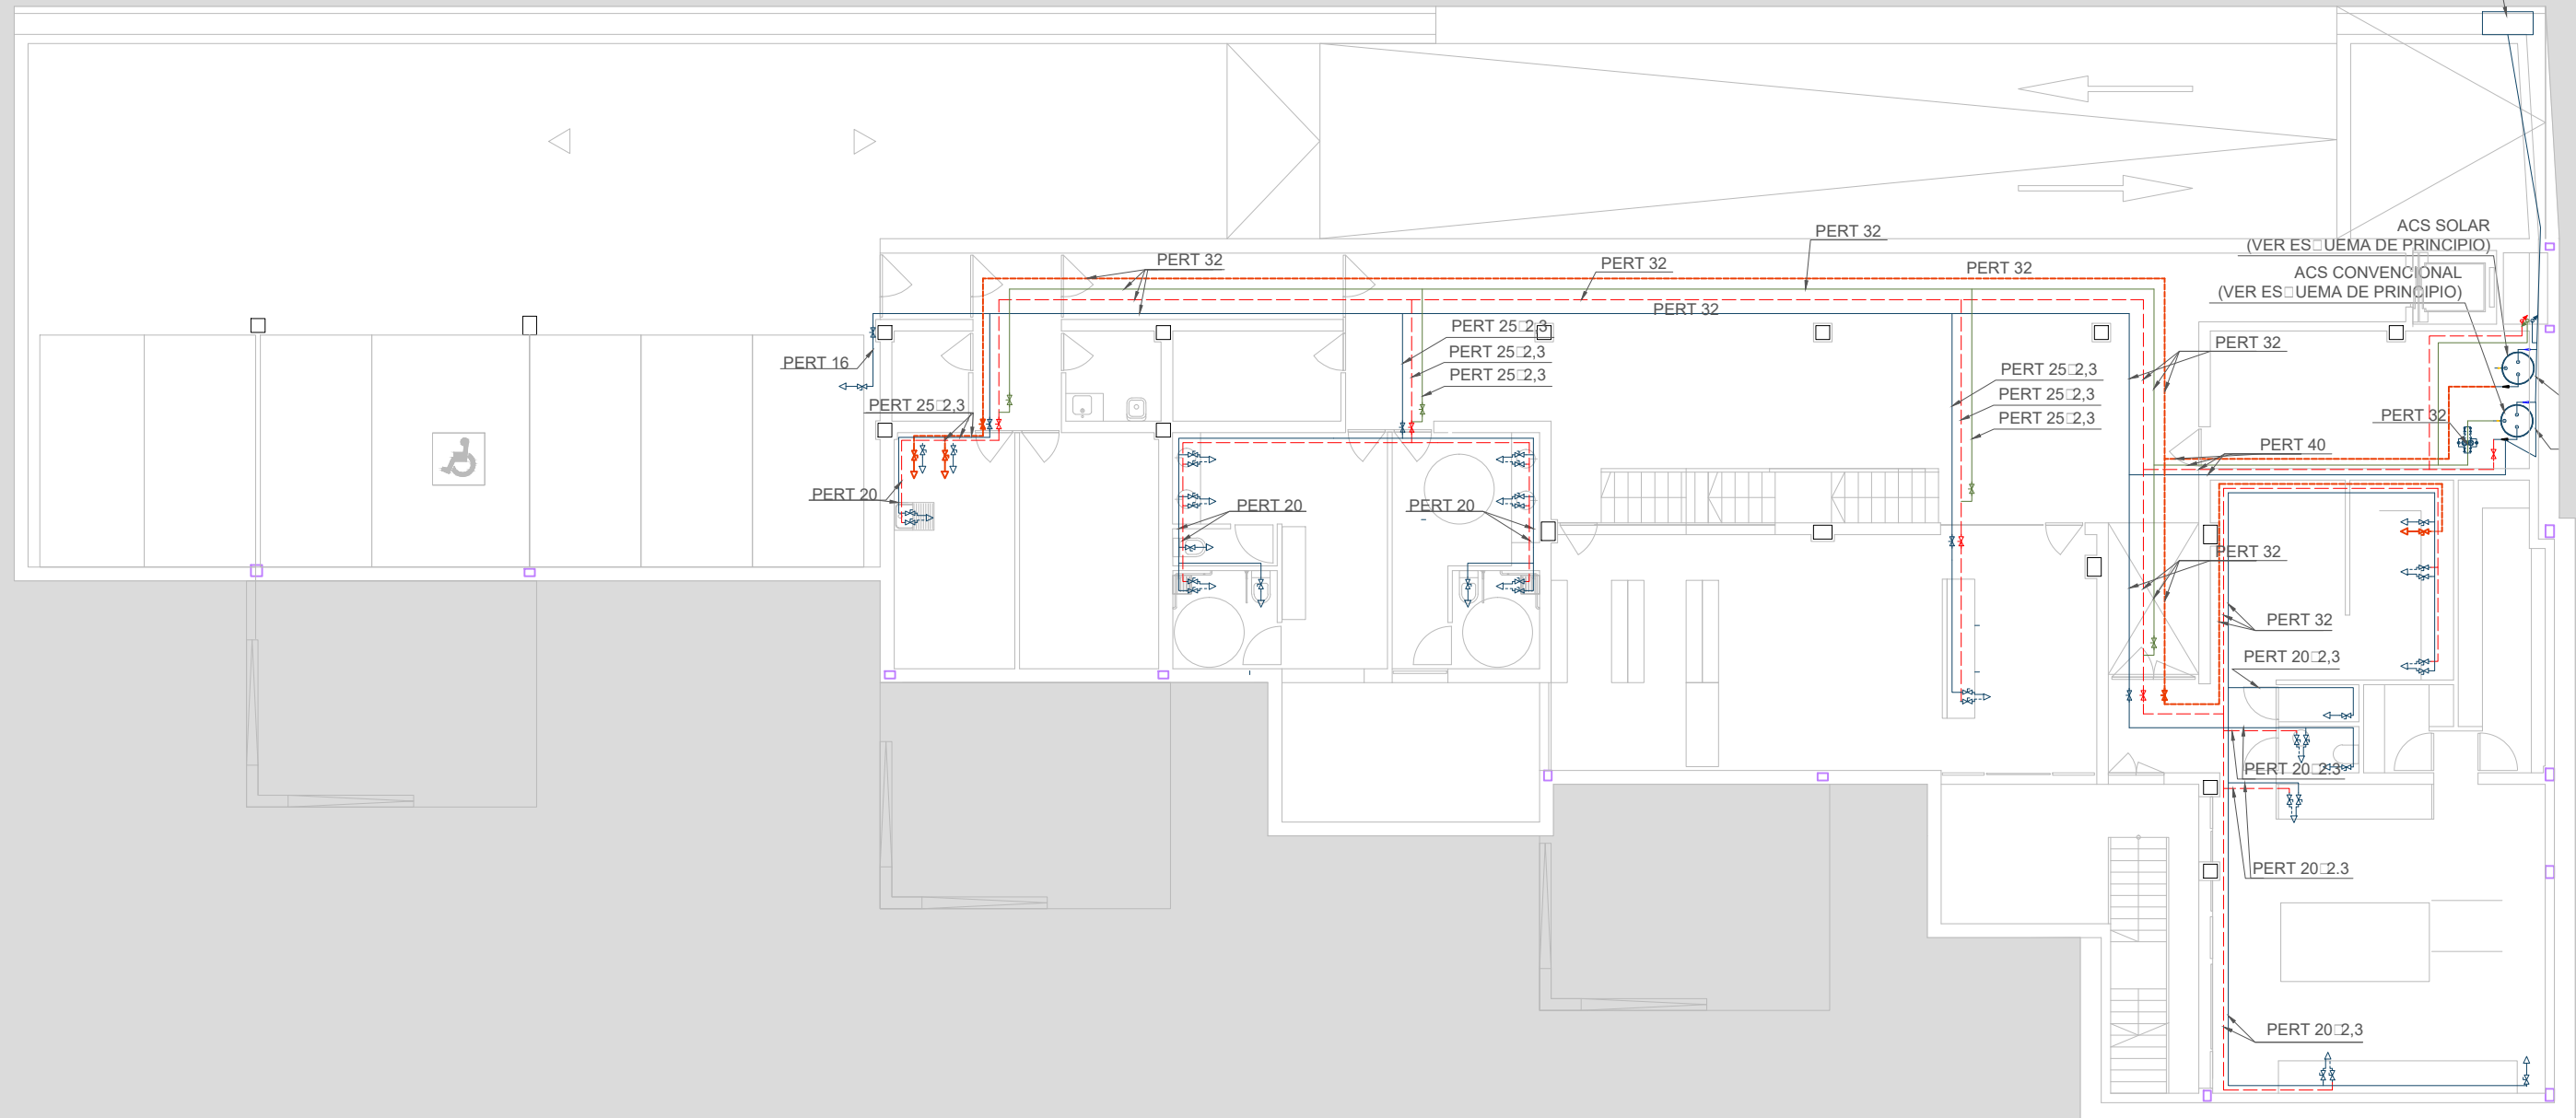 PERT 32
ACS SOLAR
(VER ES□UEMA DE PRINCIPIO)
PERT 32
PERT 32
PERT 32
ACS CONVENCIONAL
(VER ES□UEMA DE PRINCIPIO)
PERT 32
PERT 25□2,3
PERT 25□2,3
PERT 25□2,3
PERT 16
PERT 32
PERT 25□2,3
PERT 25□2,3
PERT 25□2,3
PERT 25□2,3
PERT 32
PERT 40
PERT 20
PERT 20
PERT 20
PERT 32
PERT 32
PERT 20□2,3
PERT 20□2.3
PERT 20□2.3
PERT 20□2,3